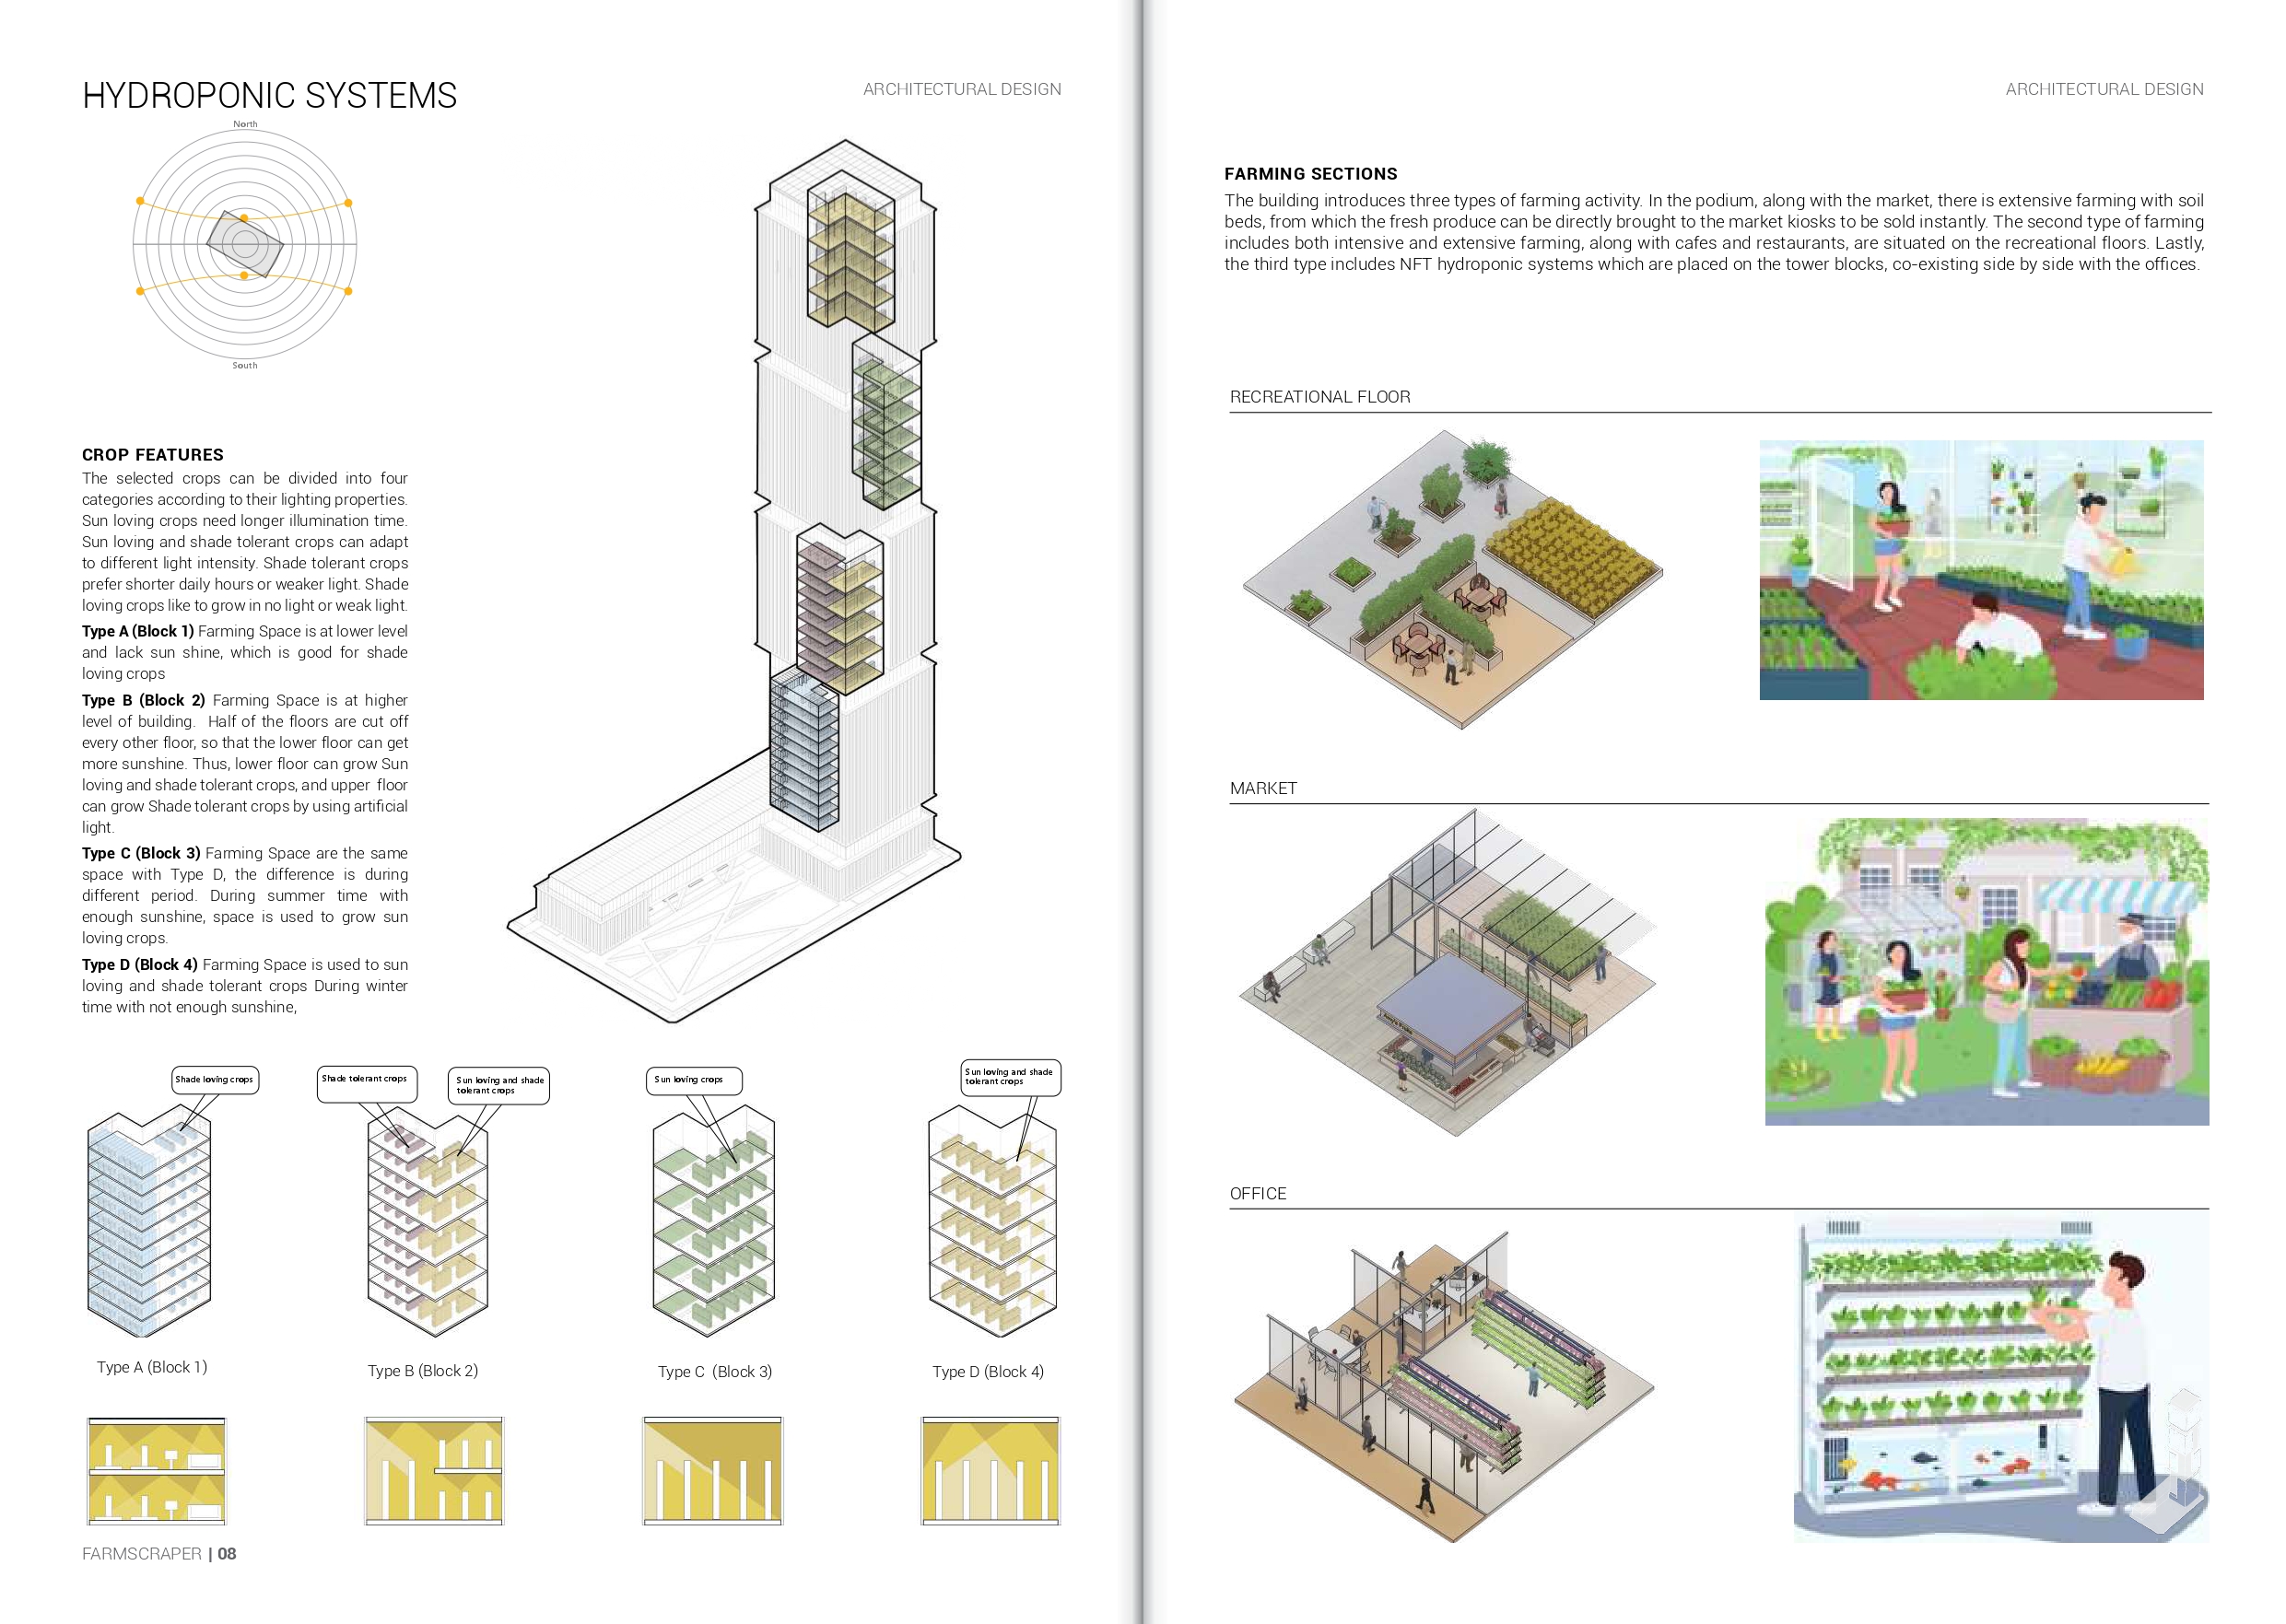 HYDROPONIC SYSTEMS
ARCHITECTURAL DESIGN
North
South
CROP FEATURES
The selected crops can be divided into four
categories according to their lighting properties.
Sun loving crops need longer illumination time.
Sun loving and shade tolerant crops can adapt
to different light intensity. Shade tolerant crops
prefer shorter daily hours or weaker light. Shade
loving crops like to grow in no light or weak light.
Type A (Block 1) Farming Space is at lower level
and lack sun shine, which is good for shade
loving crops
Type B (Block 2) Farming Space is at higher
level of building. Half of the floors are cut off
every other floor, so that the lower floor can get
more sunshine. Thus, lower floor can grow Sun
loving and shade tolerant crops, and upper floor
can grow Shade tolerant crops by using artificial
light.
Type C (Block 3) Farming Space are the same
space with Type D, the difference is during
different period. During summer time with
enough sunshine, space is used to grow sun
loving crops.
Type D (Block 4) Farming Space is used to sun
loving and shade tolerant crops During winter
time with not enough sunshine,
Shade loving crops
Shade tolerant crops
Sun loving and shade
tolerant crops
Sun loving crops
Sun loving and shade
tolerant crops
Type A (Block 1)
Type B (Block 2)
Type C (Block 3)
Type D (Block 4)
FARMSCRAPER | 08
ARCHITECTURAL DESIGN
FARMING SECTIONS
The building introduces three types of farming activity. In the podium, along with the market, there is extensive farming with soil
beds, from which the fresh produce can be directly brought to the market kiosks to be sold instantly. The second type of farming
includes both intensive and extensive farming, along with cafes and restaurants, are situated on the recreational floors. Lastly,
the third type includes NFT hydroponic systems which are placed on the tower blocks, co-existing side by side with the offices.
RECREATIONAL FLOOR
MARKET
OFFICE